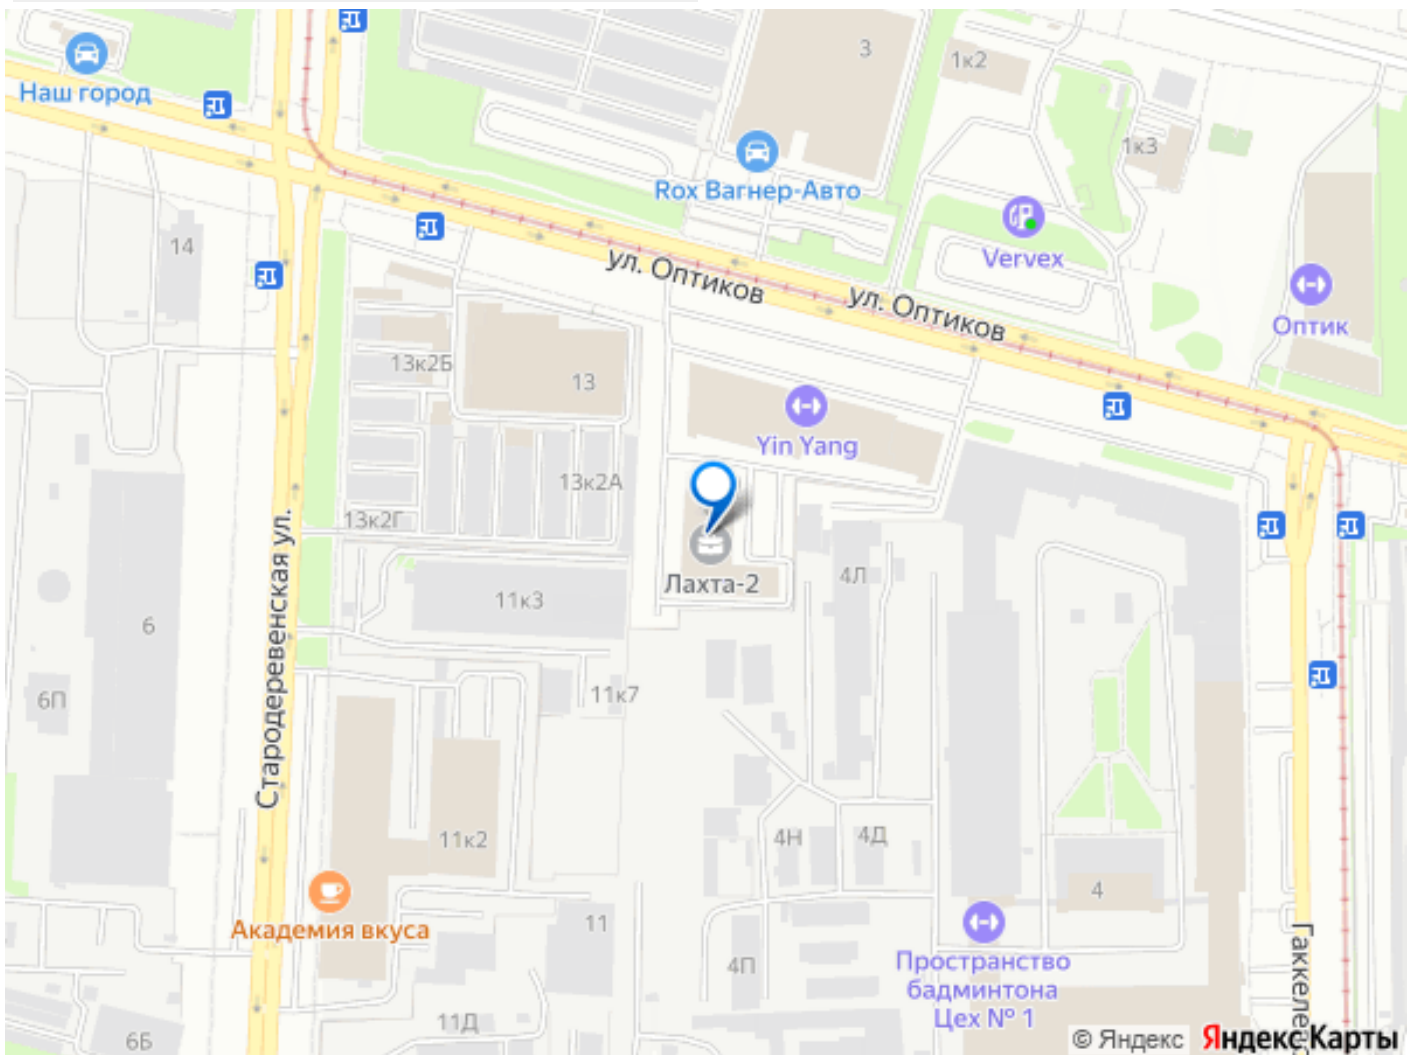 3
1к2
Наш город
1к3
Rox Вагнер-Авто
14
Vervex
ул. Оптиков
ул. Оптиков
Оптик
13к2Б
13
Yin Yang
13к2А
13к2Г
Стародеревенская ул.
4Л
Лахта-2
11к3
6
6П
11к7
11к2
4Н
4Д
4
Академия вкуса
11
Пространство
бадминтона
Цех № 1
4П
11Д
6Б
© Яндекс
Яндекс Карты